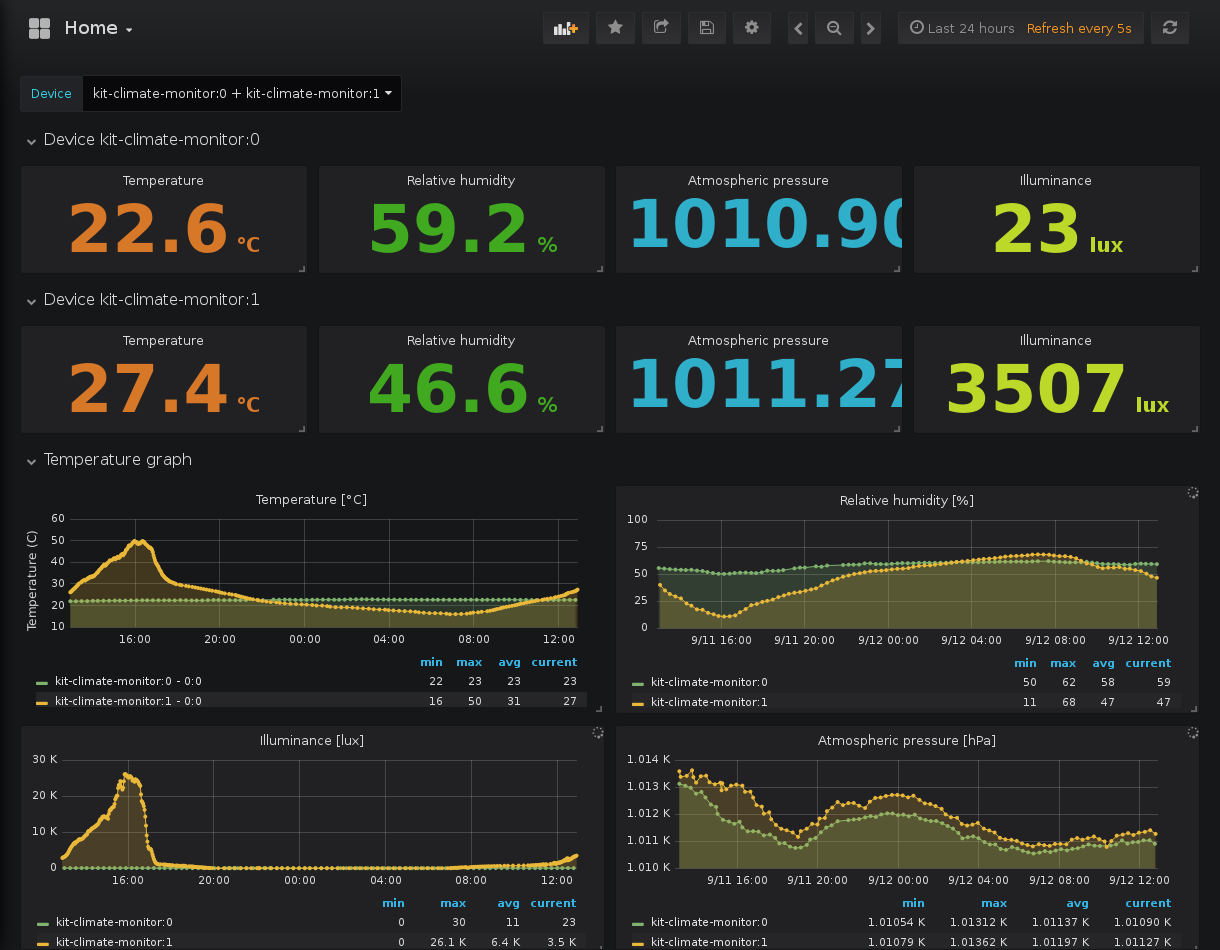 Home
Last 24 hours Refresh every 5s
Device kit-climate-monitor:0 + kit-climate-monitor:1
Device kit-climate-monitor:0
Temperature Relative humidity Atmospheric pressure Illuminance
22.6 °C 59.2 % 1010.90 23 lux
Device kit-climate-monitor:1
Temperature Relative humidity Atmospheric pressure Illuminance
27.4 °C 46.6 % 1011.27 3507 lux
Temperature graph
Temperature [°C]
Temperature (C)
60
50
40
30
20
10
16:00 20:00 00:00 04:00 08:00 12:00
min max avg current
kit-climate-monitor:0 - 0:0 22 23 23 23
kit-climate-monitor:1 - 0:0 16 50 31 27
Relative humidity [%]
100
75
50
25
0
9/11 16:00 9/11 20:00 9/12 00:00 9/12 04:00 9/12 08:00 9/12 12:00
min max avg current
kit-climate-monitor:0 50 62 58 59
kit-climate-monitor:1 11 68 47 47
Illuminance [lux]
30 K
20 K
10 K
0
16:00 20:00 00:00 04:00 08:00 12:00
min max avg current
kit-climate-monitor:0 0 30 11 23
kit-climate-monitor:1 0 26.1 K 6.4 K 3.5 K
Atmospheric pressure [hPa]
1.014 K
1.013 K
1.012 K
1.011 K
1.010 K
9/11 16:00 9/11 20:00 9/12 00:00 9/12 04:00 9/12 08:00 9/12 12:00
min max avg current
kit-climate-monitor:0 1.01054 K 1.01312 K 1.01137 K 1.01090 K
kit-climate-monitor:1 1.01079 K 1.01362 K 1.01197 K 1.01127 K